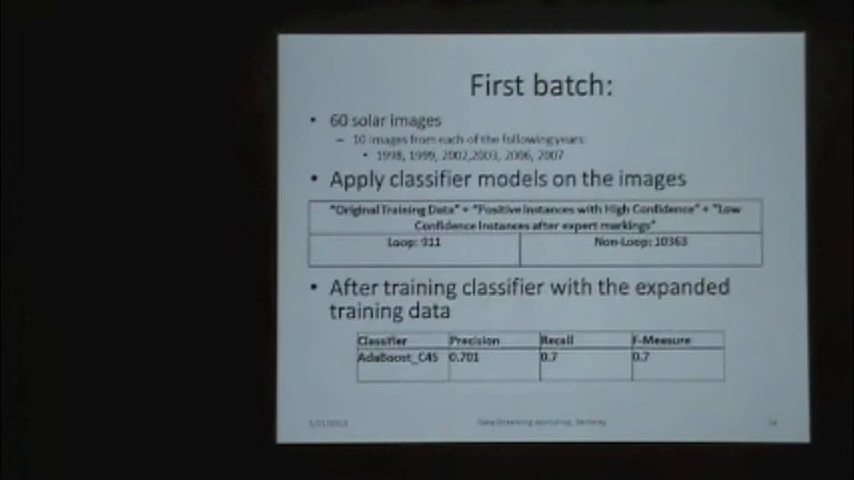 First batch:
• 60 solar images
– 10 images from each of the following years:
• 1998, 1999, 2002,2003, 2006, 2007
• Apply classifier models on the images
"Original Training Data" + "Positive Instances with High Confidence" + "Low
Confidence Instances after expert markings"
Loop: 911 Non-Loop: 10363
• After training classifier with the expanded
training data
Classifier Precision Recall F-Measure
AdaBoost_C45 0.701 0.7 0.7
Workshop, Berkeley